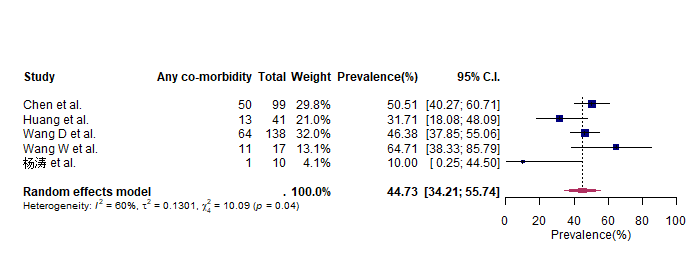 Study Any co-morbidity Total Weight Prevalence(%) 95% C.I.
Chen et al. 50 99 29.8% 50.51 [40.27; 60.71]
Huang et al. 13 41 21.0% 31.71 [18.08; 48.09]
Wang D et al. 64 138 32.0% 46.38 [37.85; 55.06]
Wang W et al. 11 17 13.1% 64.71 [38.33; 85.79]
杨涛 et al. 1 10 4.1% 10.00 [ 0.25; 44.50]
Random effects model . 100.0% 44.73 [34.21; 55.74]
Heterogeneity: I² = 60%, τ² = 0.1301, χ²₄ = 10.09 (p = 0.04)
0 20 40 60 80 100
Prevalence(%)